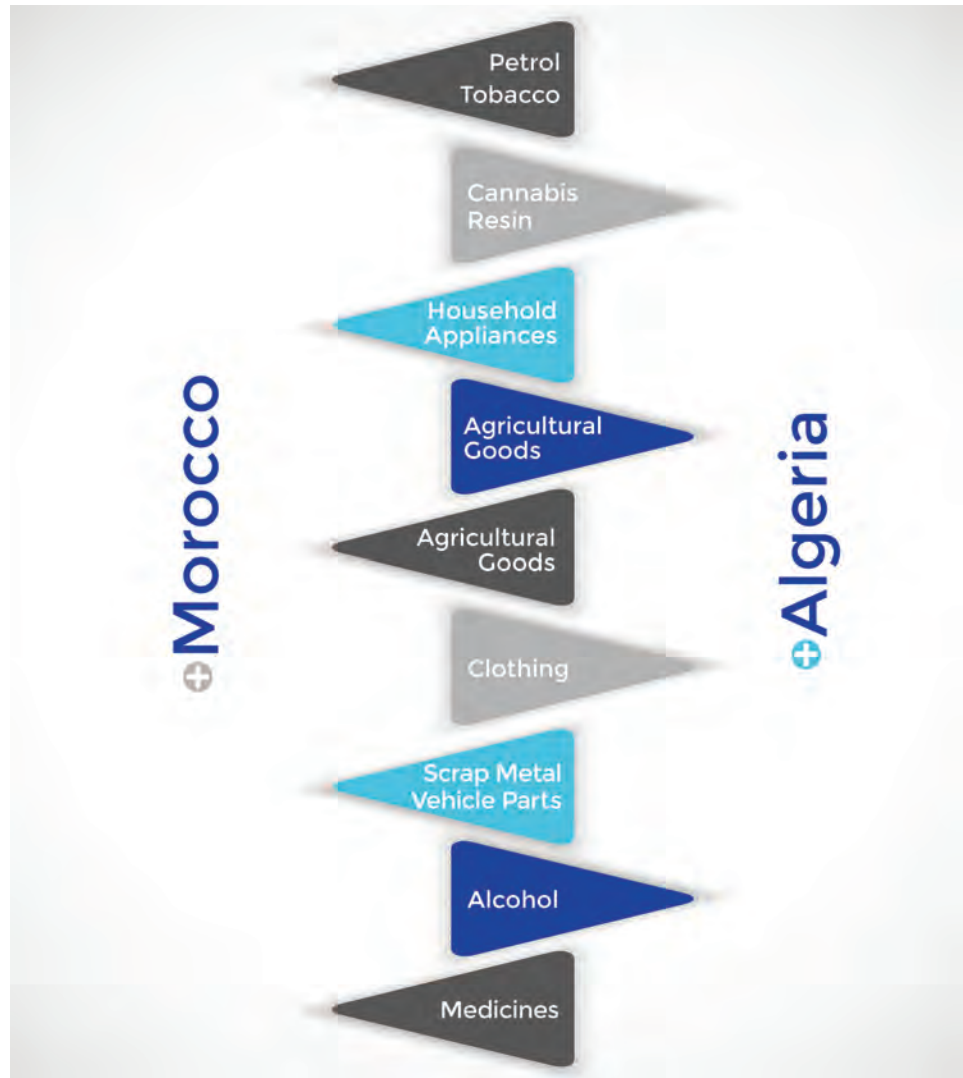 Petrol
Tobacco
Cannabis
Resin
Household
Appliances
Agricultural
Goods
Agricultural
Goods
Clothing
Scrap Metal
Vehicle Parts
Alcohol
Medicines
Morocco
Algeria